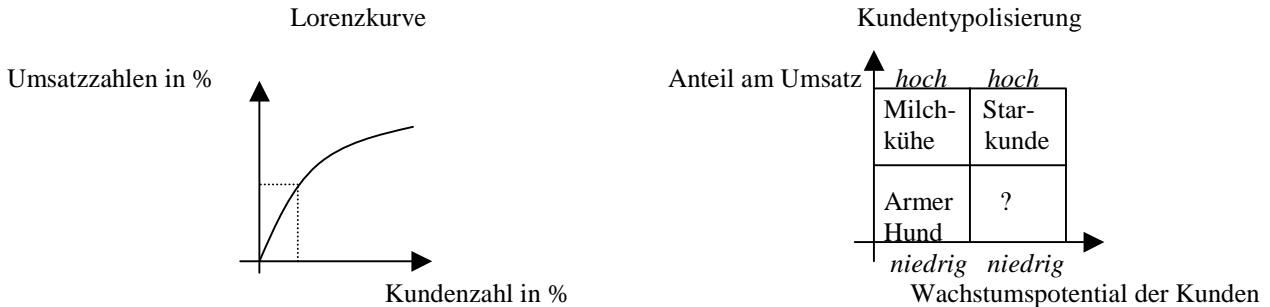 Lorenzkurve
Kundentypolisierung
Umsatzzahlen in %
Anteil am Umsatz
hoch hoch
Milch-
kühe
Star-
kunde
Armer
Hund
?
niedrig niedrig
Kundenzahl in %
Wachstumspotential der Kunden